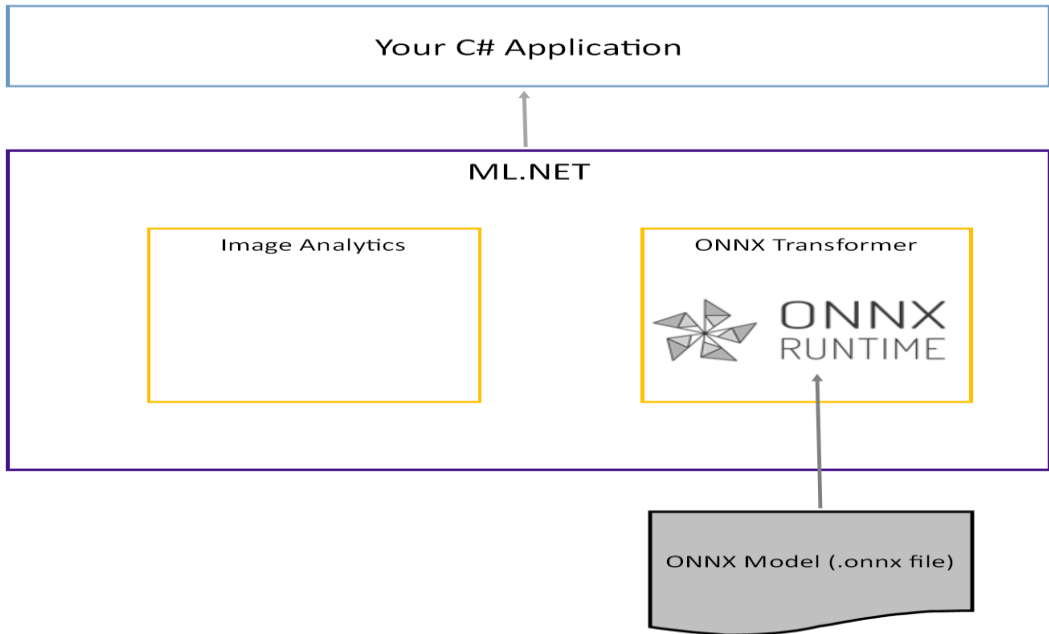 Your C# Application
ML.NET
Image Analytics
ONNX Transformer
ONNX
RUNTIME
ONNX Model (.onnx file)